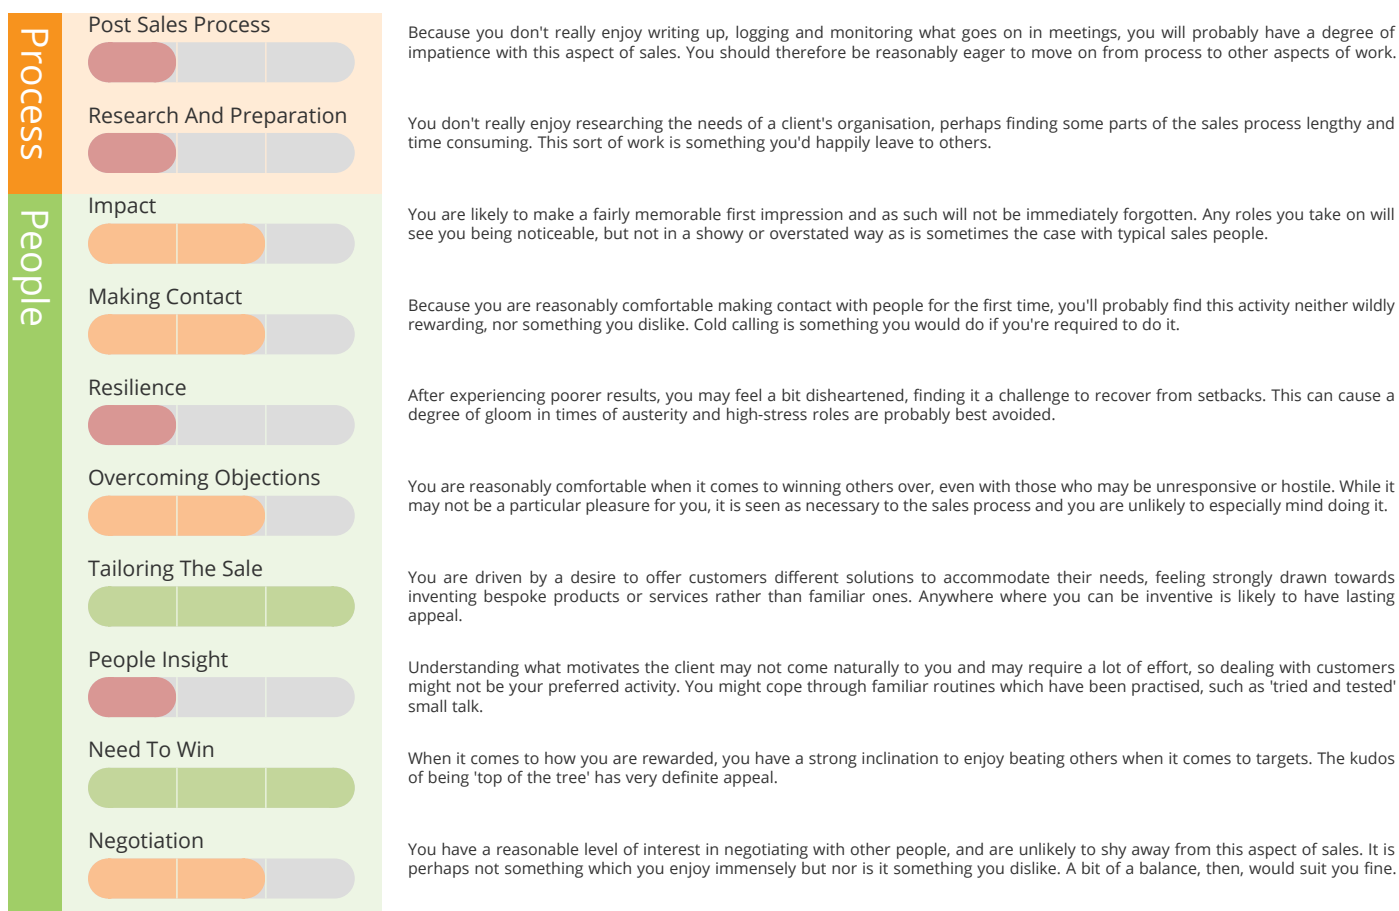 Process
Post Sales Process
Because you don't really enjoy writing up, logging and monitoring what goes on in meetings, you will probably have a degree of
impatience with this aspect of sales. You should therefore be reasonably eager to move on from process to other aspects of work.
Research And Preparation
You don't really enjoy researching the needs of a client's organisation, perhaps finding some parts of the sales process lengthy and
time consuming. This sort of work is something you'd happily leave to others.
People
Impact
You are likely to make a fairly memorable first impression and as such will not be immediately forgotten. Any roles you take on will
see you being noticeable, but not in a showy or overstated way as is sometimes the case with typical sales people.
Making Contact
Because you are reasonably comfortable making contact with people for the first time, you'll probably find this activity neither wildly
rewarding, nor something you dislike. Cold calling is something you would do if you're required to do it.
Resilience
After experiencing poorer results, you may feel a bit disheartened, finding it a challenge to recover from setbacks. This can cause a
degree of gloom in times of austerity and high-stress roles are probably best avoided.
Overcoming Objections
You are reasonably comfortable when it comes to winning others over, even with those who may be unresponsive or hostile. While it
may not be a particular pleasure for you, it is seen as necessary to the sales process and you are unlikely to especially mind doing it.
Tailoring The Sale
You are driven by a desire to offer customers different solutions to accommodate their needs, feeling strongly drawn towards
inventing bespoke products or services rather than familiar ones. Anywhere where you can be inventive is likely to have lasting
appeal.
People Insight
Understanding what motivates the client may not come naturally to you and may require a lot of effort, so dealing with customers
might not be your preferred activity. You might cope through familiar routines which have been practised, such as 'tried and tested'
small talk.
Need To Win
When it comes to how you are rewarded, you have a strong inclination to enjoy beating others when it comes to targets. The kudos
of being 'top of the tree' has very definite appeal.
Negotiation
You have a reasonable level of interest in negotiating with other people, and are unlikely to shy away from this aspect of sales. It is
perhaps not something which you enjoy immensely but nor is it something you dislike. A bit of a balance, then, would suit you fine.